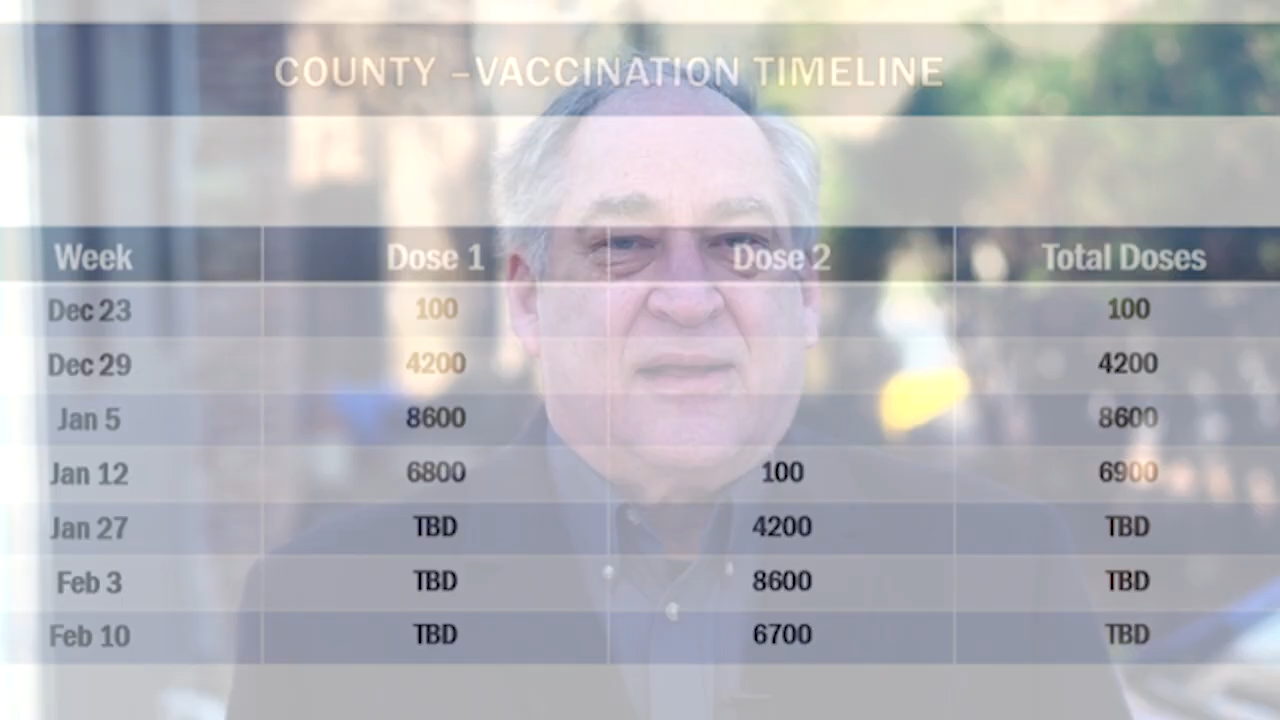 COUNTY –VACCINATION TIMELINE
Week Dose 1 Dose 2 Total Doses
Dec 23 100 100
Dec 29 4200 4200
Jan 5 8600 8600
Jan 12 6800 100 6900
Jan 27 TBD 4200 TBD
Feb 3 TBD 8600 TBD
Feb 10 TBD 6700 TBD